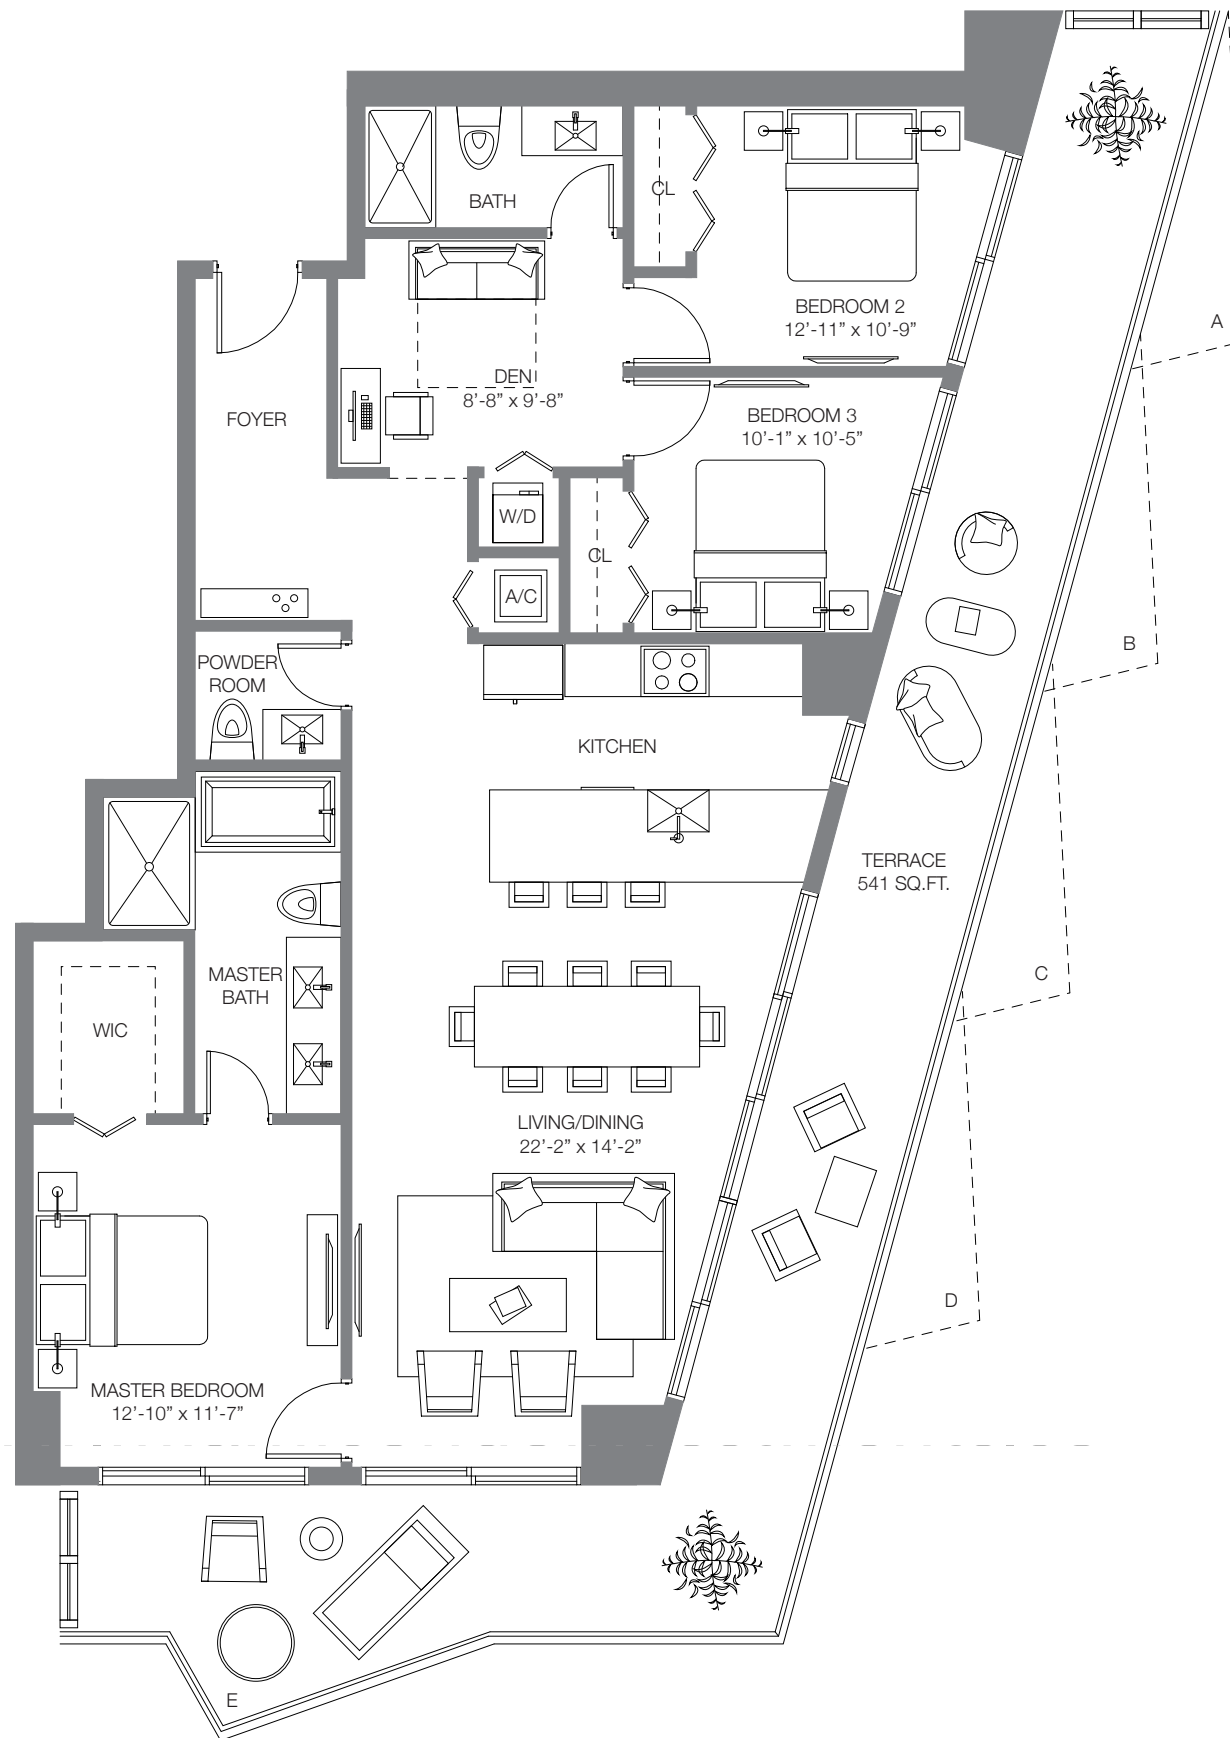 BATH
CL
BEDROOM 2
12’-11” x 10’-9”
A
DEN
8’-8” x 9’-8”
FOYER
BEDROOM 3
10’-1” x 10’-5”
W/D
CL
A/C
B
POWDER
ROOM
KITCHEN
TERRACE
541 SQ.FT.
MASTER
BATH
C
WIC
LIVING/DINING
22’-2” x 14’-2”
D
MASTER BEDROOM
12’-10” x 11’-7”
E